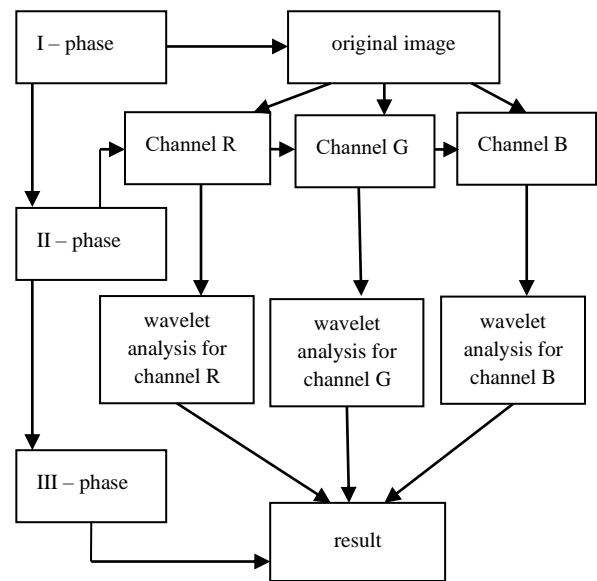 I – phase
original image
Channel R
Channel G
Channel B
II – phase
wavelet
analysis for
channel R
wavelet
analysis for
channel G
wavelet
analysis for
channel B
III – phase
result